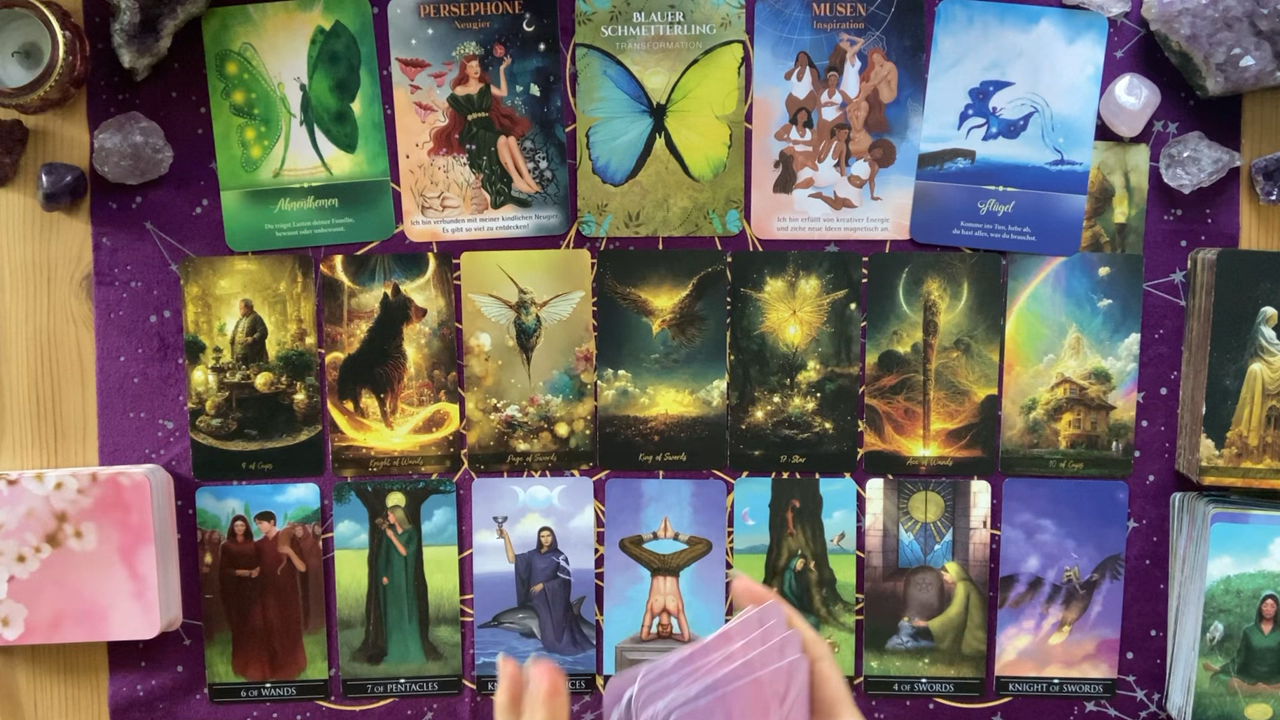 Ahnenthemen
Du trägst Lasten deiner Familie,
bewusst oder unbewusst.
PERSEPHONE
Neugier
Ich bin verbunden mit meiner kindlichen Neugier.
Es gibt so viel zu entdecken!
BLAUER
SCHMETTERLING
TRANSFORMATION
MUSEN
Inspiration
Ich bin erfüllt von kreativer Energie
und ziehe neue Ideen magnetisch an.
Flügel
Komme ins Tun, hebe ab,
du hast alles, was du brauchst.
9 of Cups
Knight of Wands
Page of Swords
King of Swords
17 : Star
Ace of Wands
10 of Cups
6 OF WANDS
7 OF PENTACLES
4 OF SWORDS
KNIGHT OF SWORDS